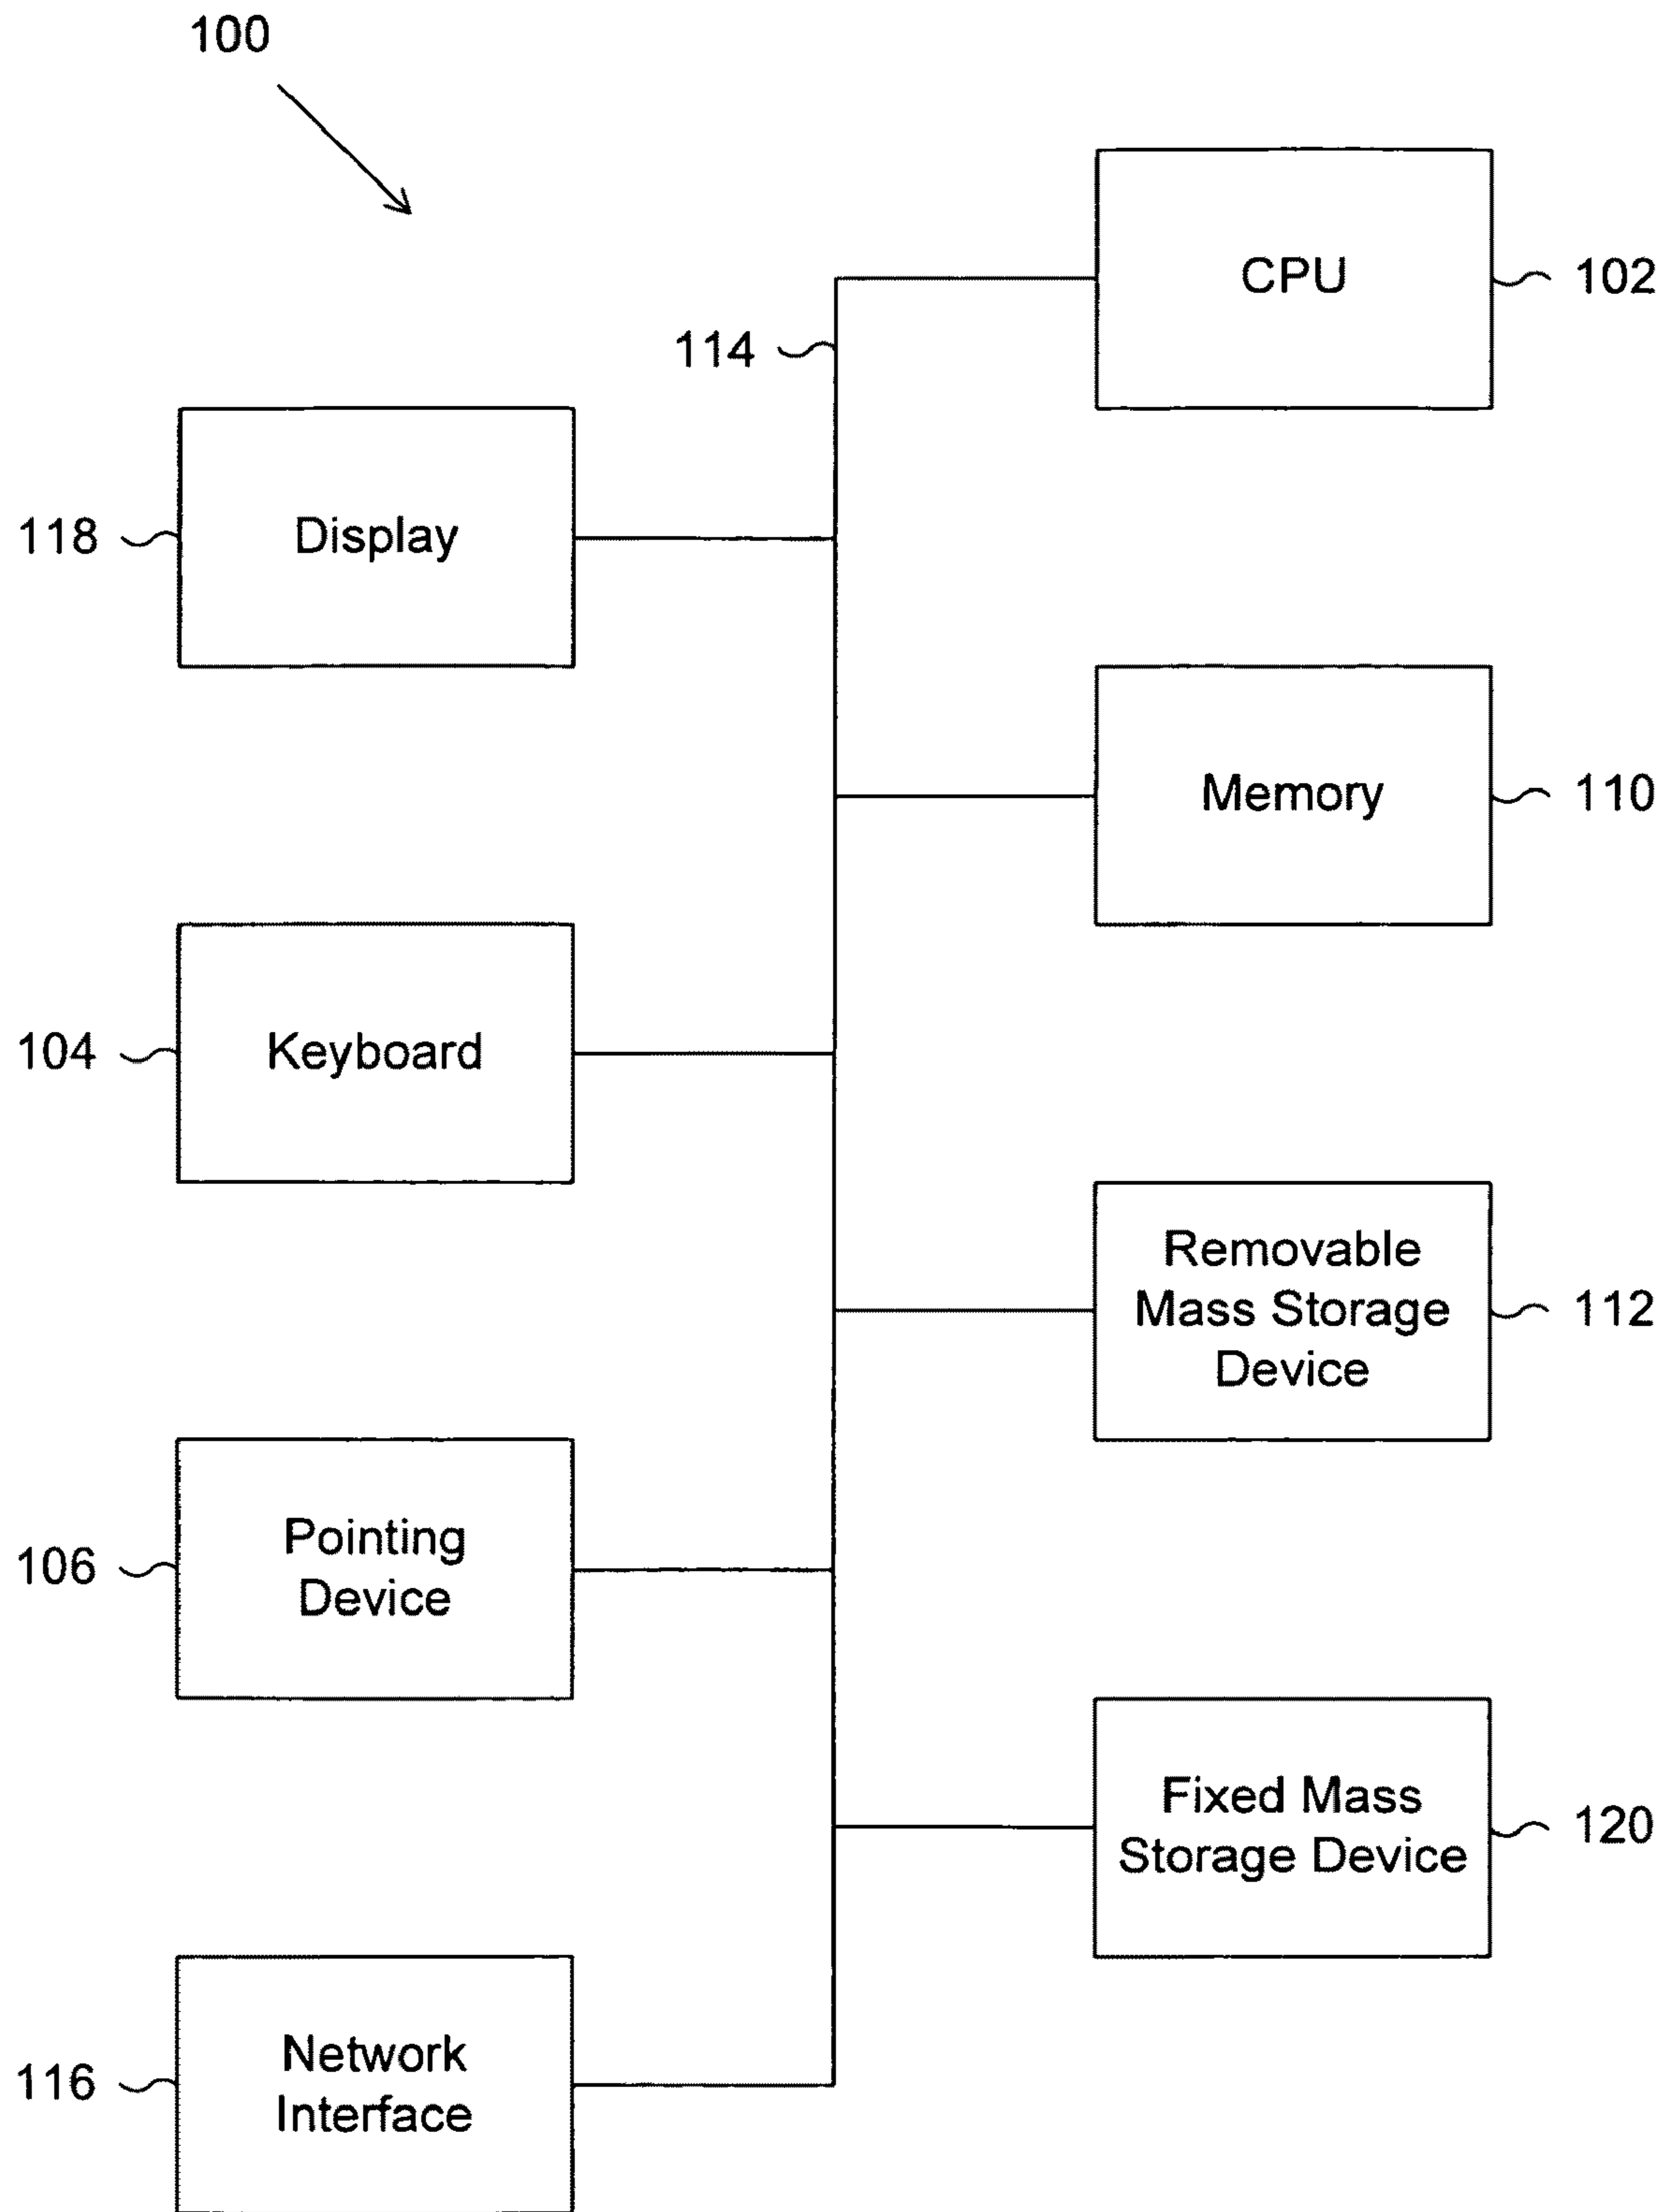 100
CPU
102
114
118
Display
Memory
110
104
Keyboard
Removable
Mass Storage
Device
112
Pointing
Device
106
Fixed Mass
Storage Device
120
Network
Interface
116